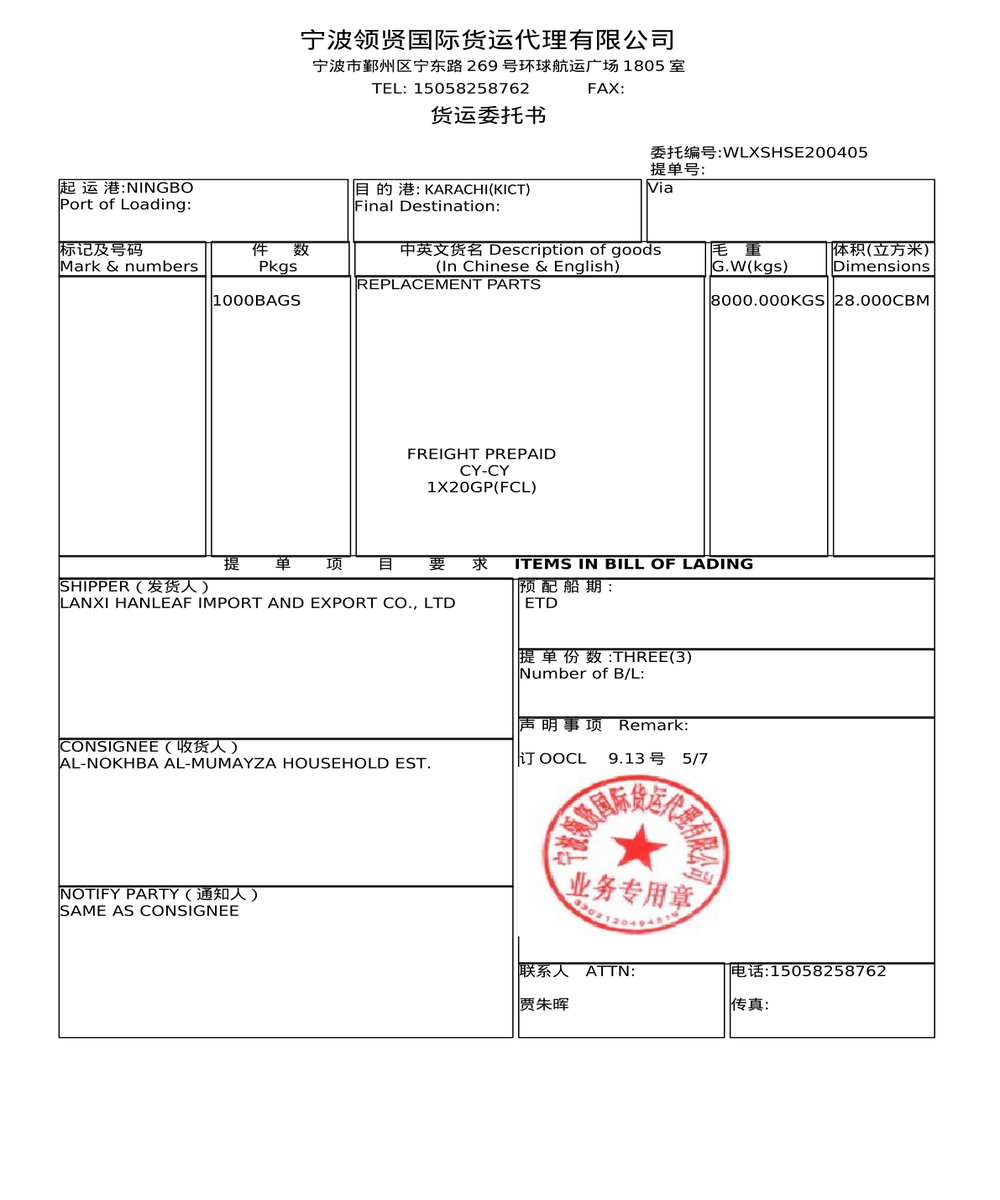 宁波领贤国际货运代理有限公司
宁波市鄞州区宁东路 269 号环球航运广场 1805 室
TEL: 15058258762 FAX:
货运委托书
委托编号:WLXSHSE200405
提单号:
起 运 港:NINGBO
Port of Loading:
目 的 港: KARACHI(KICT)
Final Destination:
Via
标记及号码
Mark & numbers
件 数
Pkgs
中英文货名 Description of goods
(In Chinese & English)
毛 重
G.W(kgs)
体积(立方米)
Dimensions
1000BAGS
REPLACEMENT PARTS
8000.000KGS
28.000CBM
FREIGHT PREPAID
CY-CY
1X20GP(FCL)
提 单 项 目 要 求 ITEMS IN BILL OF LADING
SHIPPER ( 发货人 )
LANXI HANLEAF IMPORT AND EXPORT CO., LTD
预 配 船 期 :
ETD
提 单 份 数 :THREE(3)
Number of B/L:
声 明 事 项 Remark:
订 OOCL 9.13 号 5/7
CONSIGNEE ( 收货人 )
AL-NOKHBA AL-MUMAYZA HOUSEHOLD EST.
宁波领贤国际货运代理有限公司
业务专用章
NOTIFY PARTY ( 通知人 )
SAME AS CONSIGNEE
联系人 ATTN:
贾朱晖
电话:15058258762
传真: